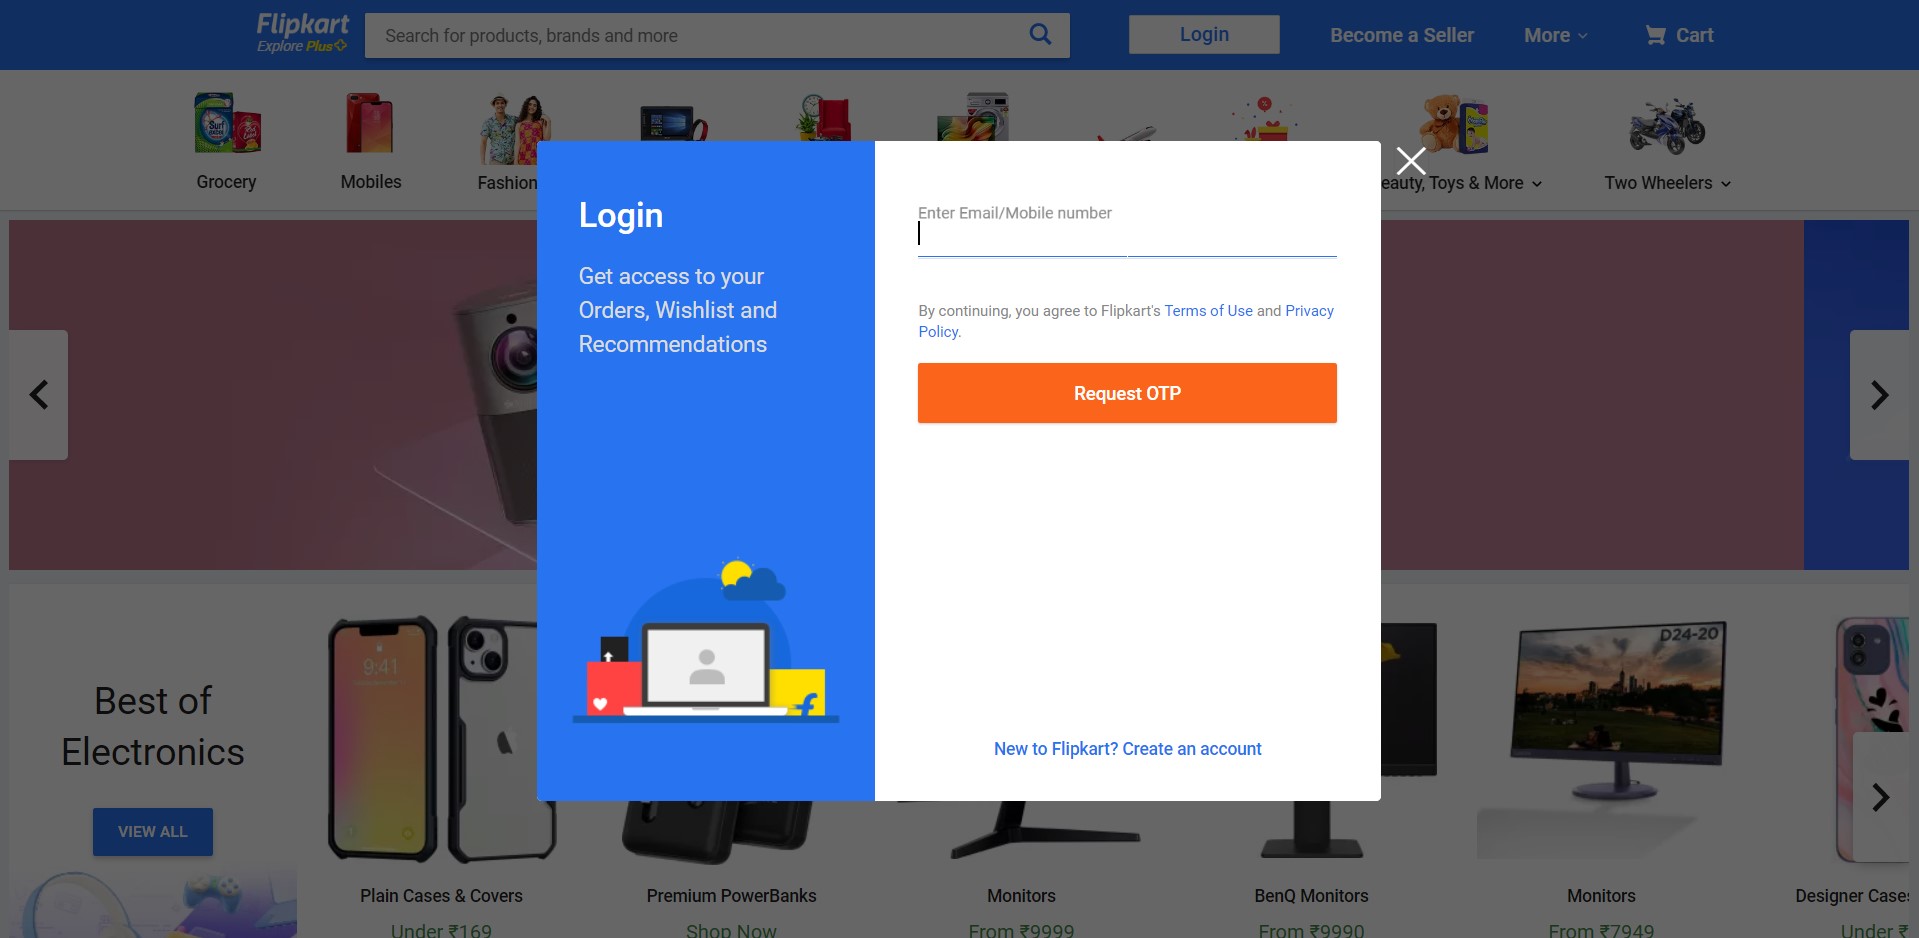 Flipkart
Explore Plus
Search for products, brands and more
Login
Become a Seller
More
Cart
Surf excel
Grocery
Mobiles
Fashion
eauty, Toys & More
Two Wheelers
Login
Get access to your
Orders, Wishlist and
Recommendations
Enter Email/Mobile number
By continuing, you agree to Flipkart's Terms of Use and Privacy
Policy.
Request OTP
New to Flipkart? Create an account
Best of
Electronics
VIEW ALL
9:41
D24-20
Plain Cases & Covers
Premium PowerBanks
Monitors
BenQ Monitors
Monitors
Designer Cases
Under ₹169
Shop Now
From ₹9999
From ₹9990
From ₹7949
Under ₹